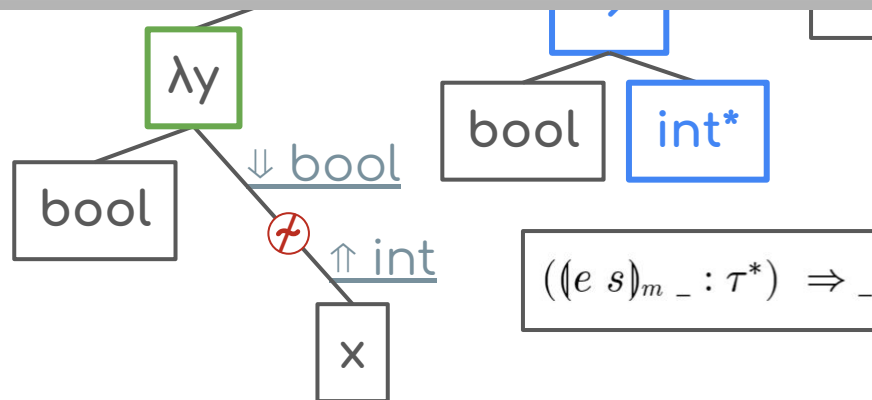 λy
⇓ bool
bool
≁
⇑ int
x
bool
int*
(⦇e s⦈ₘ _ : τ*) ⇒ _